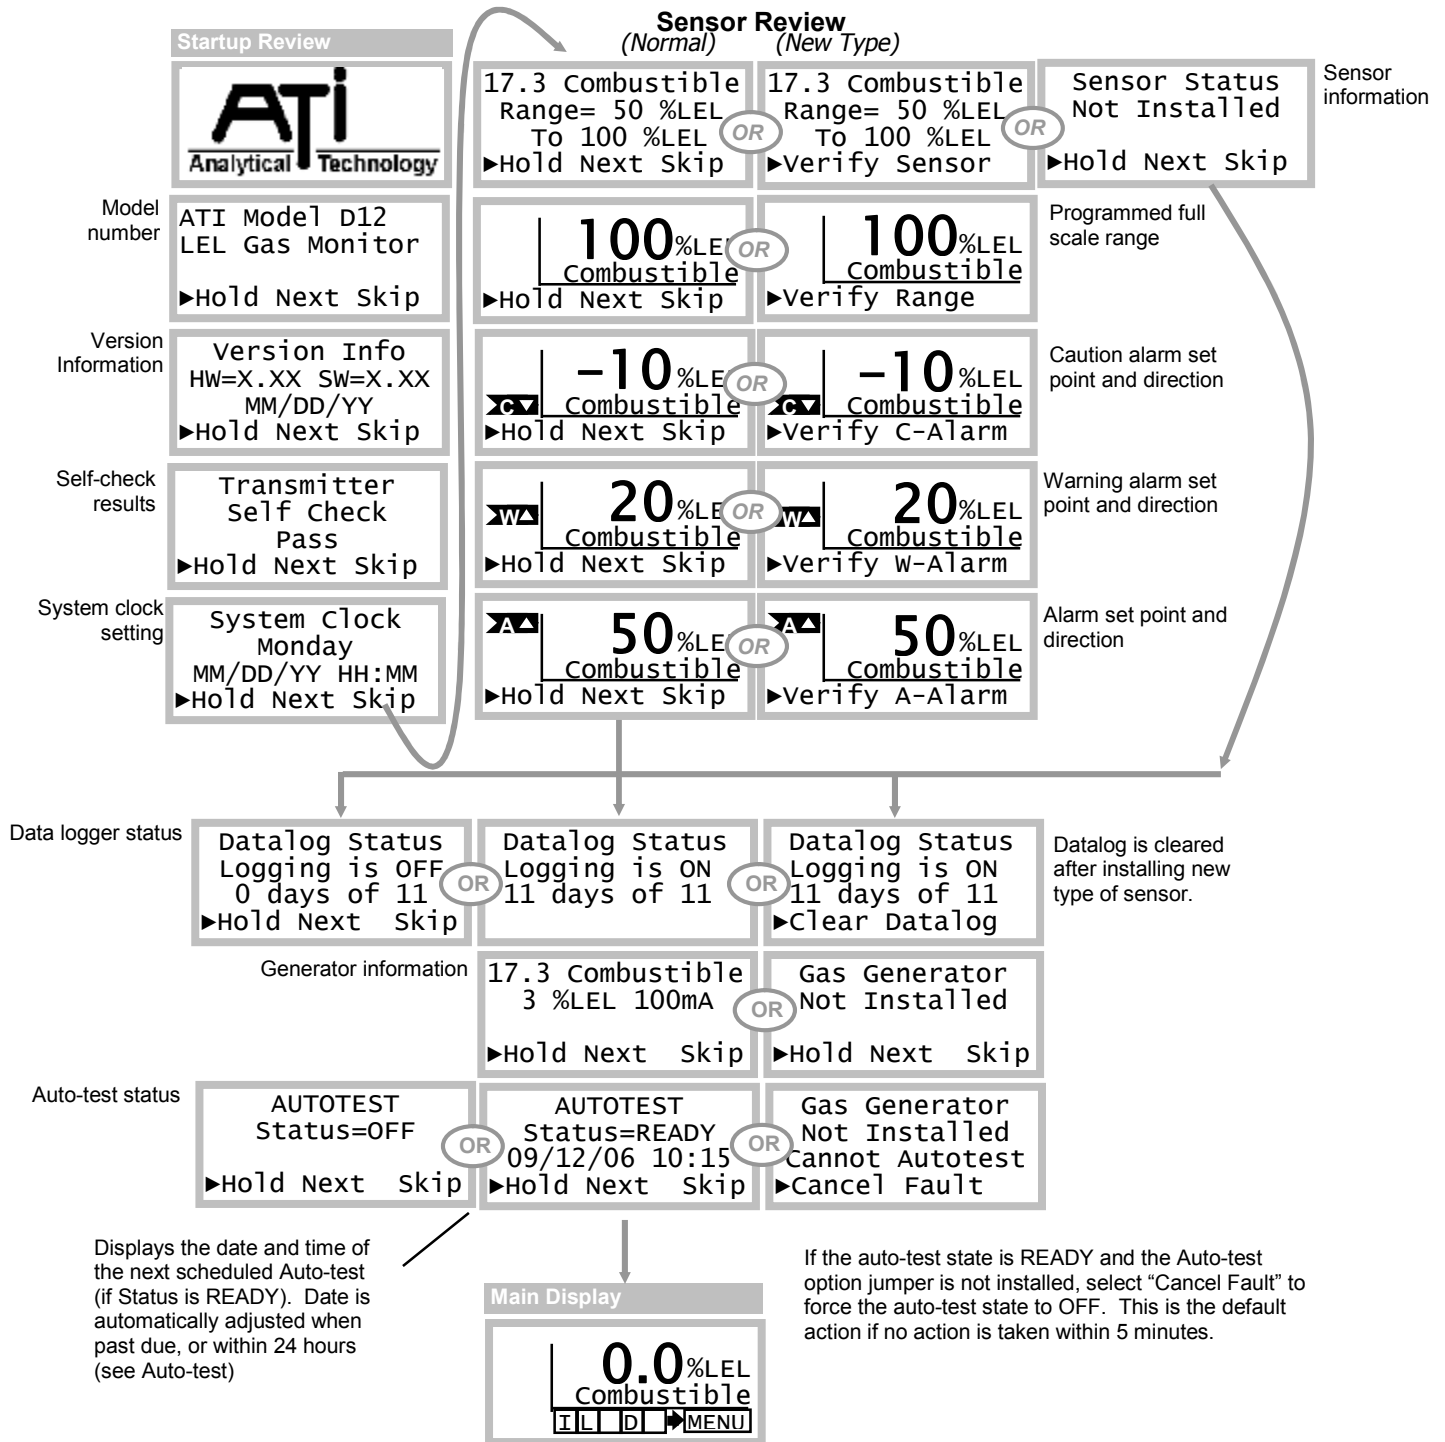 Sensor Review
(Normal)
(New Type)
Startup Review
ATi
Analytical Technology
Model
number
ATI Model D12
LEL Gas Monitor
►Hold Next Skip
Version
Information
Version Info
HW=X.XX SW=X.XX
MM/DD/YY
►Hold Next Skip
Self-check
results
Transmitter
Self Check
Pass
►Hold Next Skip
System clock
setting
System Clock
Monday
MM/DD/YY HH:MM
►Hold Next Skip
17.3 Combustible
Range= 50 %LEL
To 100 %LEL
►Hold Next Skip
OR
17.3 Combustible
Range= 50 %LEL
To 100 %LEL
►Verify Sensor
OR
Sensor Status
Not Installed
►Hold Next Skip
Sensor
information
100%LEL
Combustible
►Hold Next Skip
OR
100%LEL
Combustible
►Verify Range
Programmed full
scale range
-10%LEL
C▼
Combustible
►Hold Next Skip
OR
-10%LEL
C▼
Combustible
►Verify C-Alarm
Caution alarm set
point and direction
20%LEL
W▲
Combustible
►Hold Next Skip
OR
20%LEL
W▲
Combustible
►Verify W-Alarm
Warning alarm set
point and direction
A▲
50%LEL
Combustible
►Hold Next Skip
OR
A▲
50%LEL
Combustible
►Verify A-Alarm
Alarm set point and
direction
Data logger status
Datalog Status
Logging is OFF
0 days of 11
►Hold Next Skip
OR
Datalog Status
Logging is ON
11 days of 11
OR
Datalog Status
Logging is ON
11 days of 11
►Clear Datalog
Datalog is cleared
after installing new
type of sensor.
Generator information
17.3 Combustible
3 %LEL 100mA
►Hold Next Skip
OR
Gas Generator
Not Installed
►Hold Next Skip
Auto-test status
AUTOTEST
Status=OFF
►Hold Next Skip
OR
AUTOTEST
Status=READY
09/12/06 10:15
►Hold Next Skip
OR
Gas Generator
Not Installed
Cannot Autotest
►Cancel Fault
Displays the date and time of
the next scheduled Auto-test
(if Status is READY). Date is
automatically adjusted when
past due, or within 24 hours
(see Auto-test)
If the auto-test state is READY and the Auto-test
option jumper is not installed, select “Cancel Fault” to
force the auto-test state to OFF. This is the default
action if no action is taken within 5 minutes.
Main Display
0.0%LEL
Combustible
I L D MENU